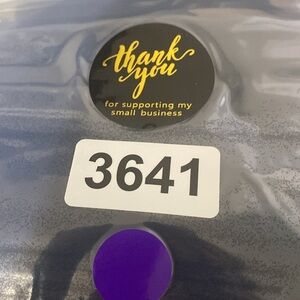 thank
you
for supporting my
small business
3641